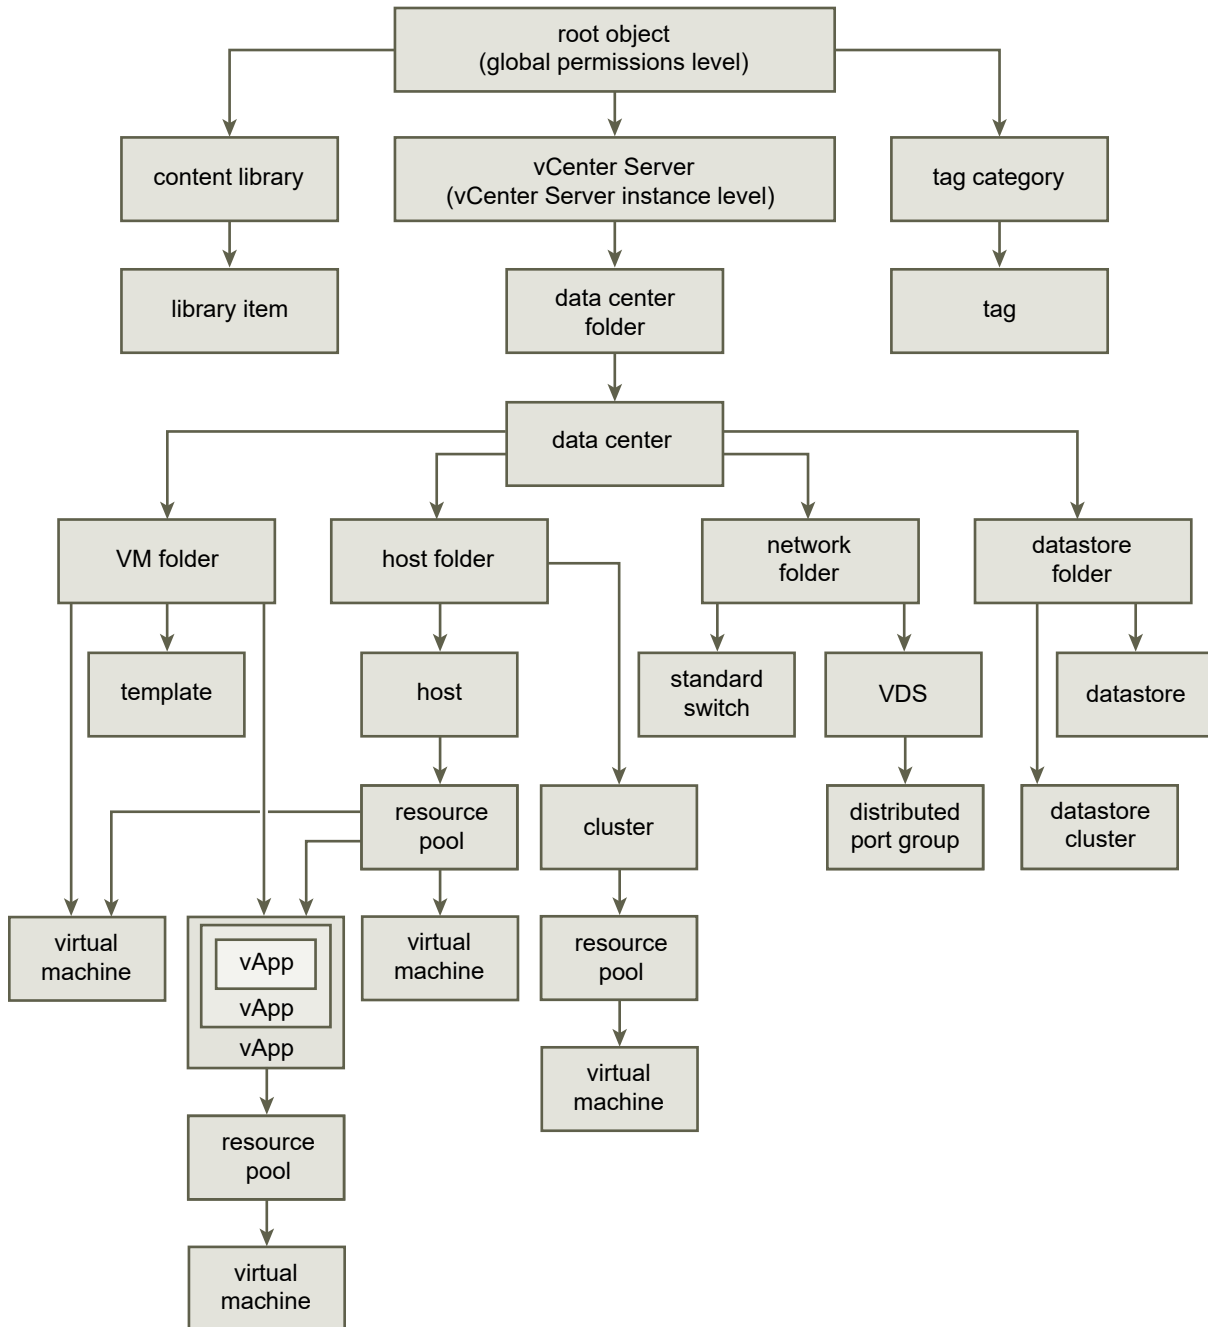 root object
(global permissions level)
content library
vCenter Server
(vCenter Server instance level)
tag category
library item
data center
folder
tag
data center
VM folder
host folder
network
folder
datastore
folder
template
host
standard
switch
VDS
datastore
resource
pool
cluster
distributed
port group
datastore
cluster
virtual
machine
vApp
vApp
vApp
virtual
machine
resource
pool
virtual
machine
resource
pool
virtual
machine